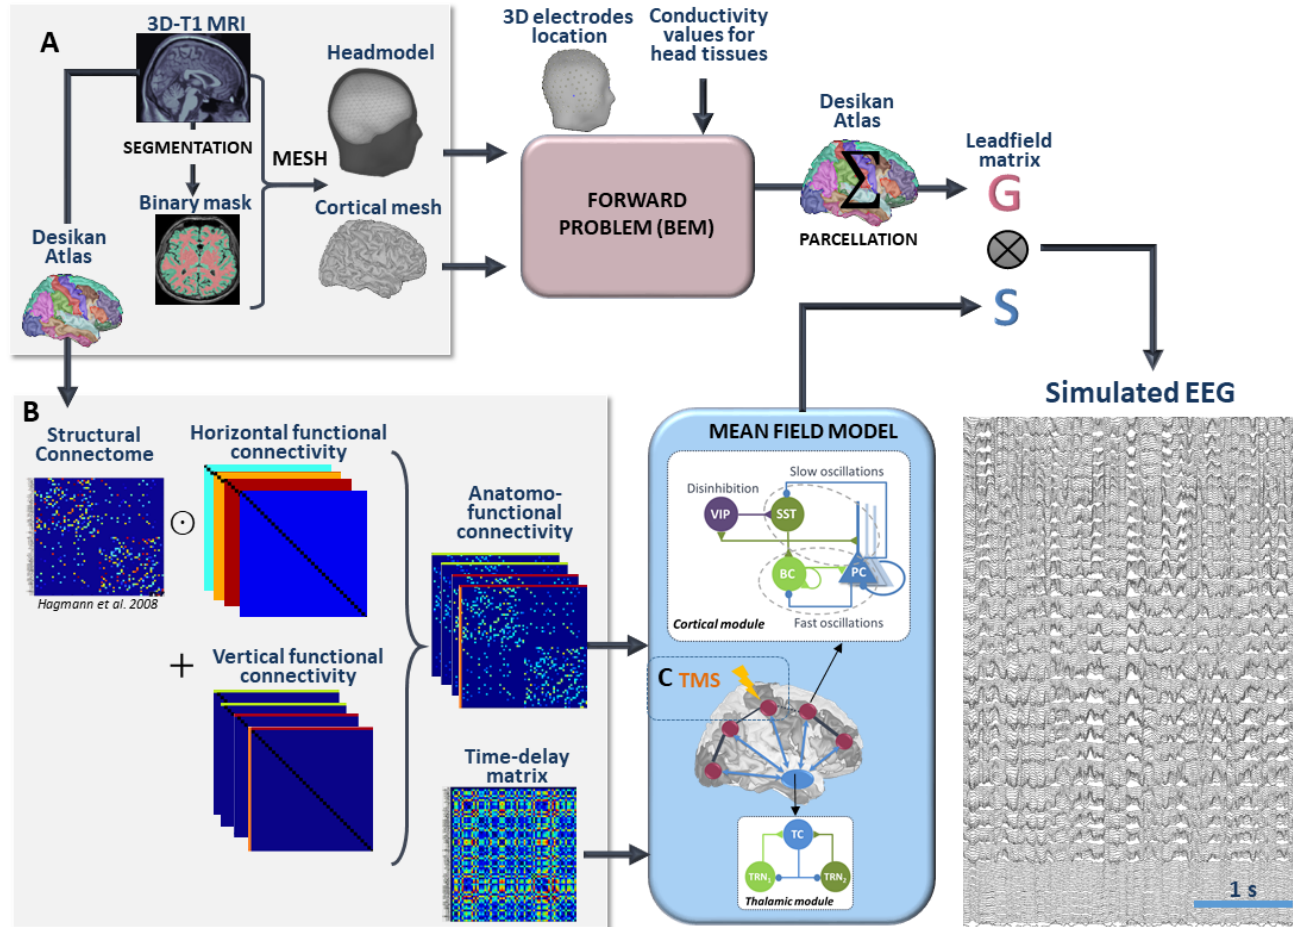 A
3D-T1 MRI
SEGMENTATION
Binary mask
Desikan
Atlas
MESH
Headmodel
Cortical mesh
3D electrodes
location
Conductivity
values for
head tissues
FORWARD
PROBLEM (BEM)
Desikan
Atlas
Σ
PARCELLATION
Leadfield
matrix
G
⊗
S
Simulated EEG
1 s
B
Structural
Connectome
Hagmann et al. 2008
⊙
Horizontal functional
connectivity
+
Vertical functional
connectivity
Anatomo-
functional
connectivity
Time-delay
matrix
MEAN FIELD MODEL
Slow oscillations
Disinhibition
VIP
SST
BC
PC
Cortical module
Fast oscillations
C TMS
TC
TRN1
TRN2
Thalamic module